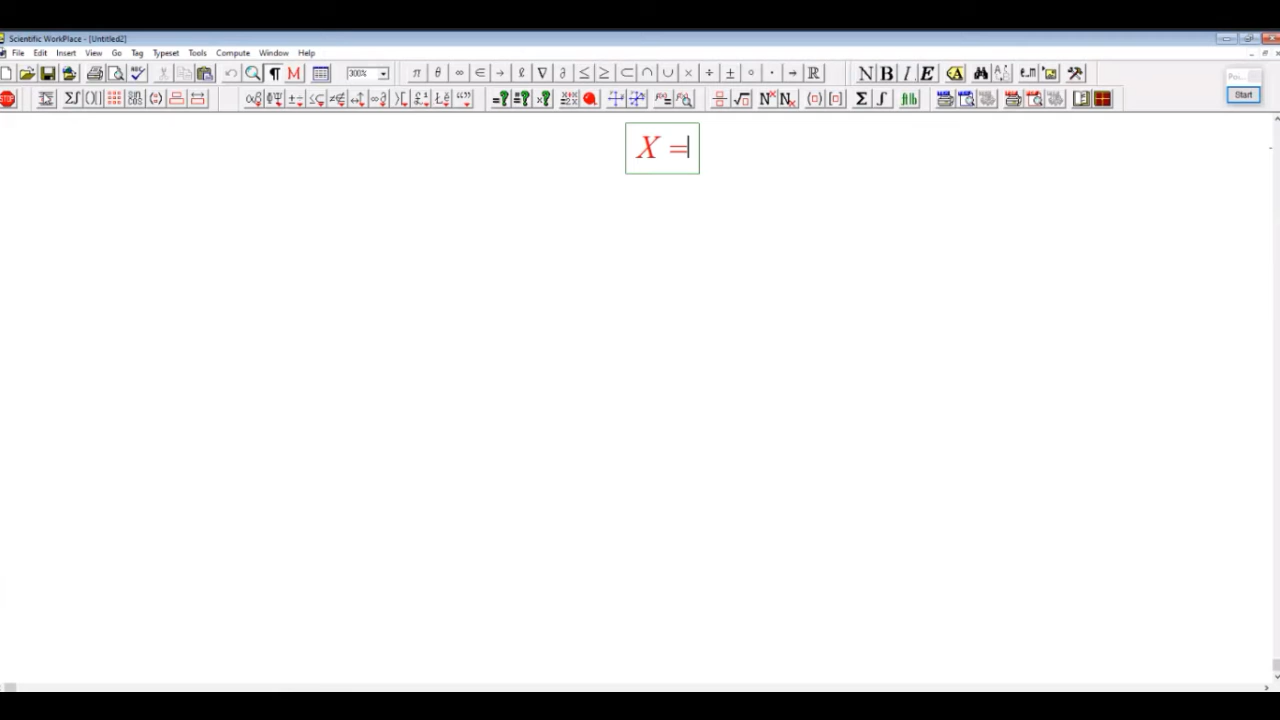 Scientific WorkPlace - [Untitled2]
File Edit Insert View Go Tag Typeset Tools Compute Window Help
300% π θ ∞ ∈ → ℓ ∇ ∂ ≤ ≥ ⊂ ∩ ∪ × ÷ ± ∘ · → ℝ N B I E
Start
X =